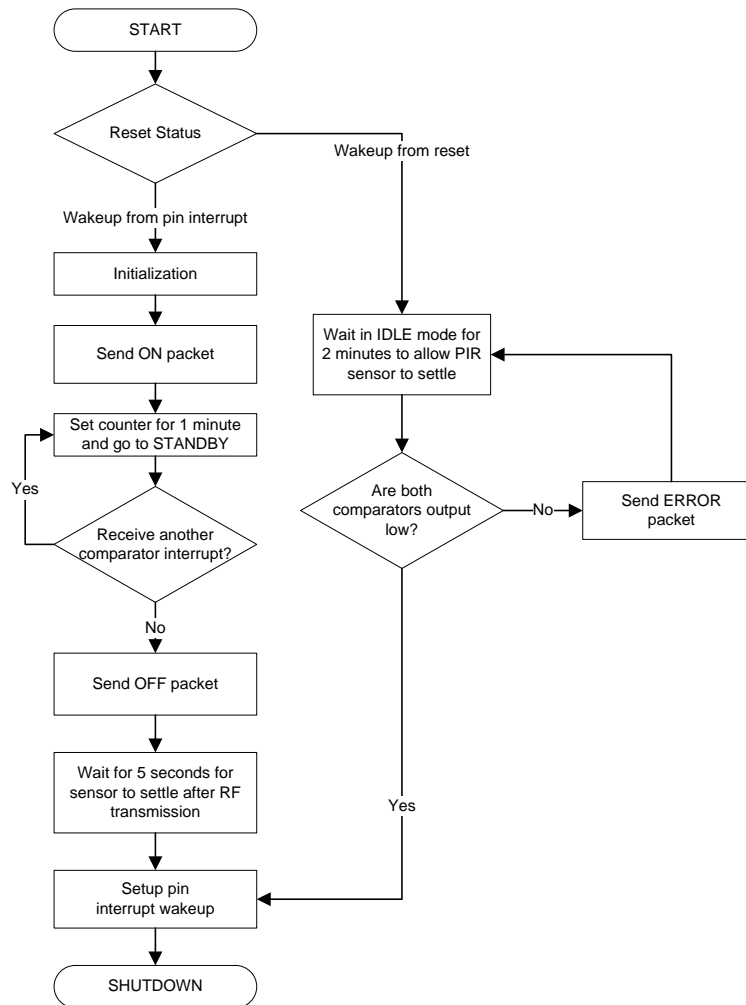 START
Reset Status
Wakeup from reset
Wakeup from pin interrupt
Initialization
Send ON packet
Set counter for 1 minute
and go to STANDBY
Yes
Receive another
comparator interrupt?
No
Send OFF packet
Wait for 5 seconds for
sensor to settle after RF
transmission
Setup pin
interrupt wakeup
SHUTDOWN
Wait in IDLE mode for
2 minutes to allow PIR
sensor to settle
Are both
comparators output
low?
No
Send ERROR
packet
Yes